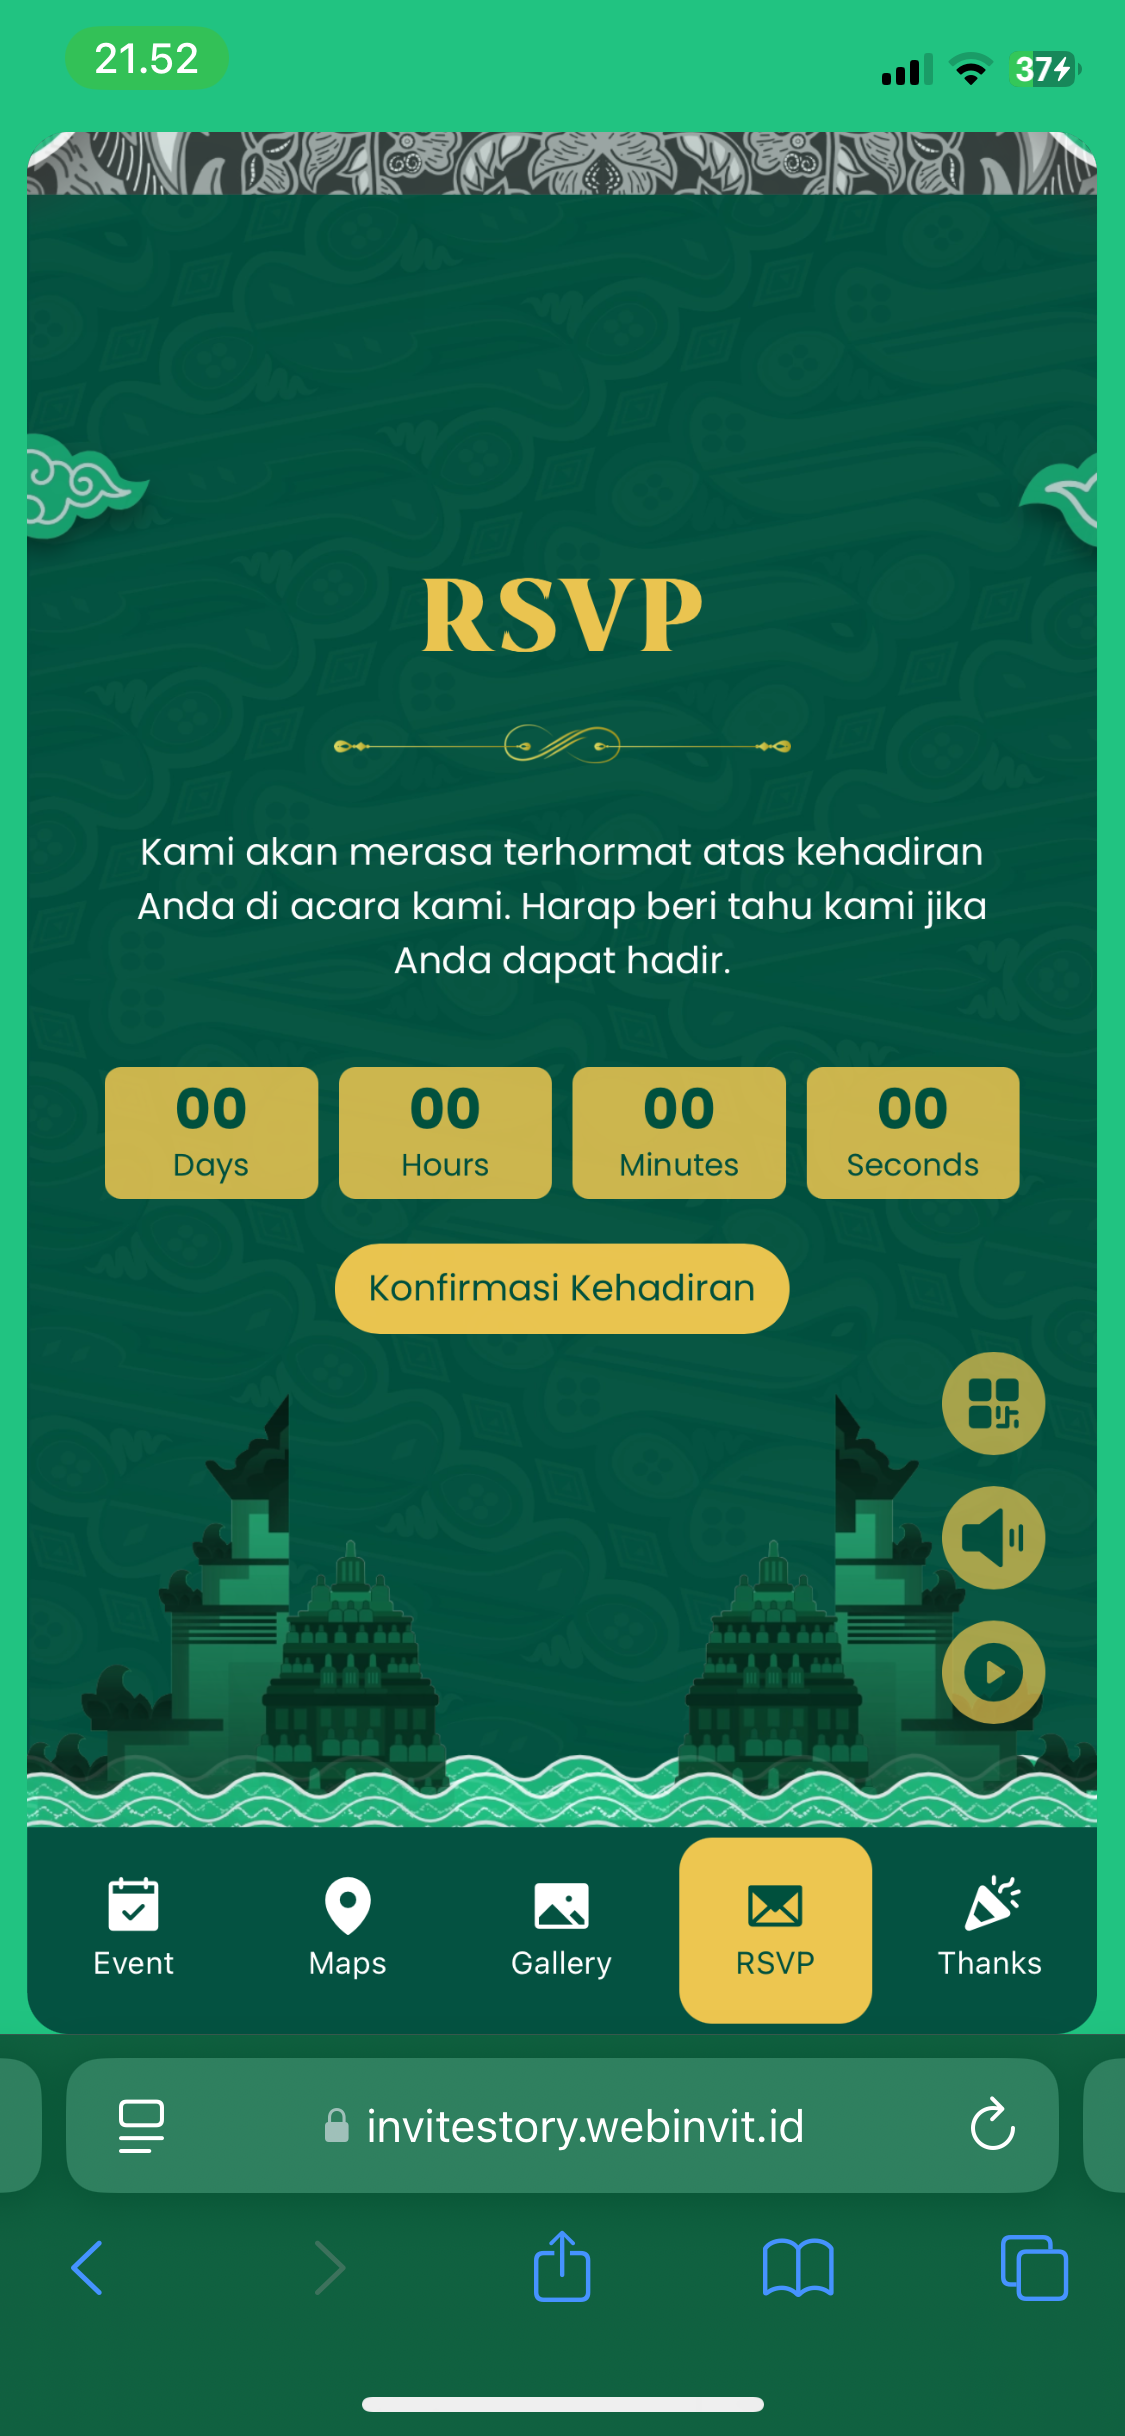 21.52
37
RSVP
Kami akan merasa terhormat atas kehadiran
Anda di acara kami. Harap beri tahu kami jika
Anda dapat hadir.
00 00 00 00
Days Hours Minutes Seconds
Konfirmasi Kehadiran
Event Maps Gallery RSVP Thanks
invitestory.webinvit.id